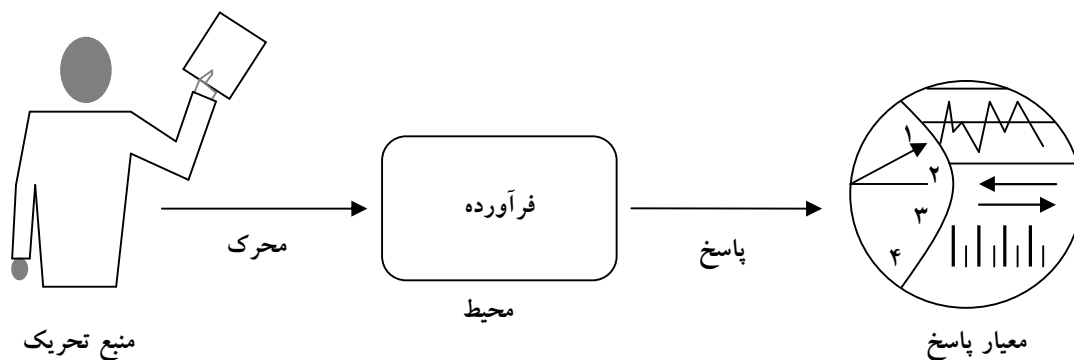 ۱
۲
۳
۴
فرآورده
محرک
پاسخ
محیط
منبع تحریک
معیار پاسخ